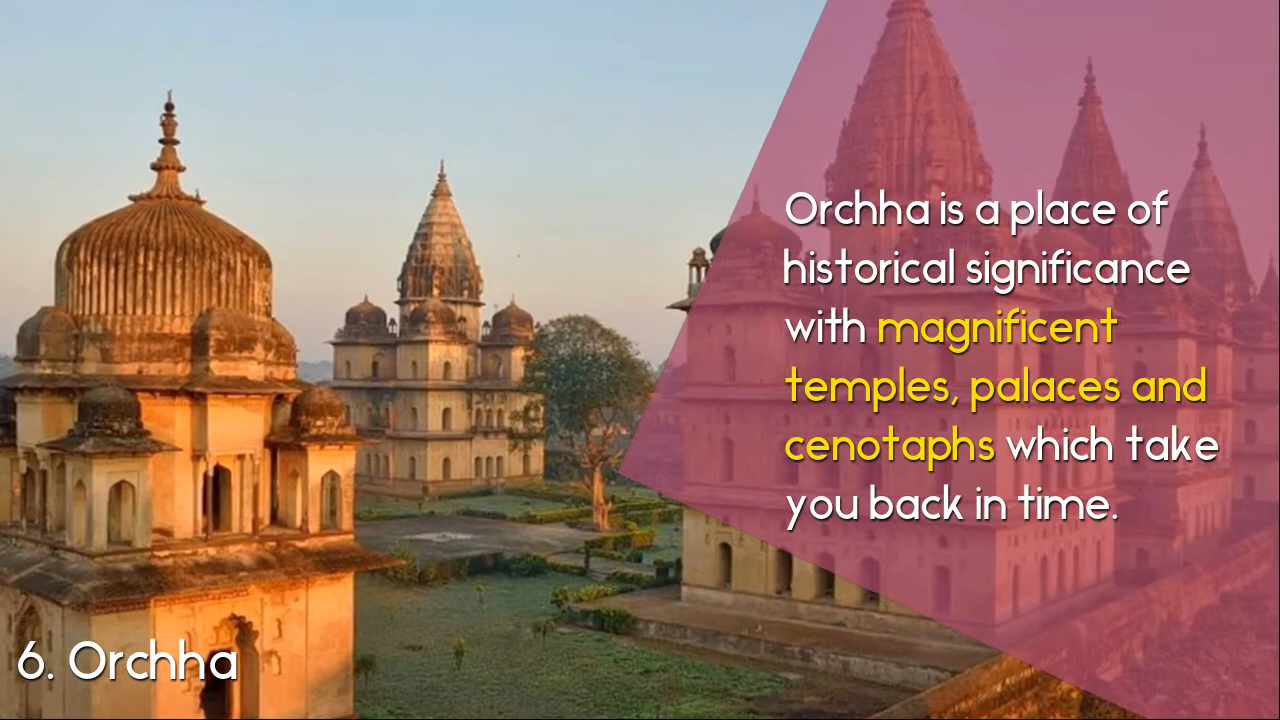 Orchha is a place of
historical significance
with magnificent
temples, palaces and
cenotaphs which take
you back in time.
6. Orchha